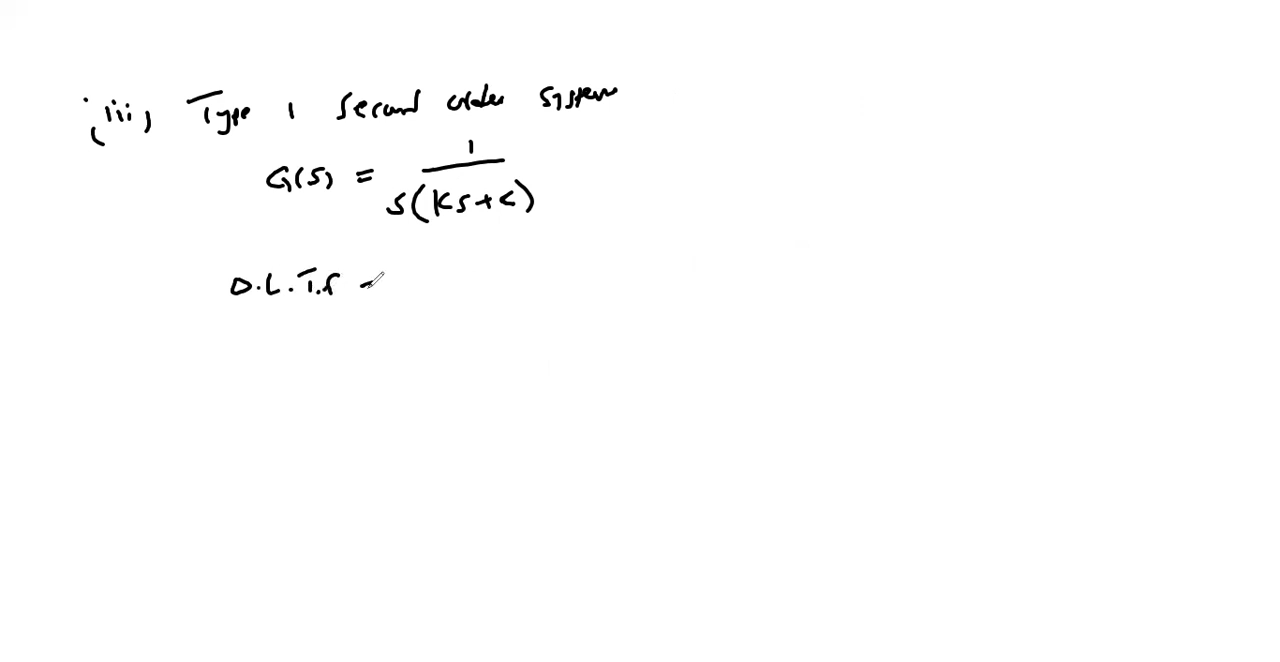 (iii) Type 1 Second order System
G(S) = 1 / S(KS+C)
O.L.T.F =